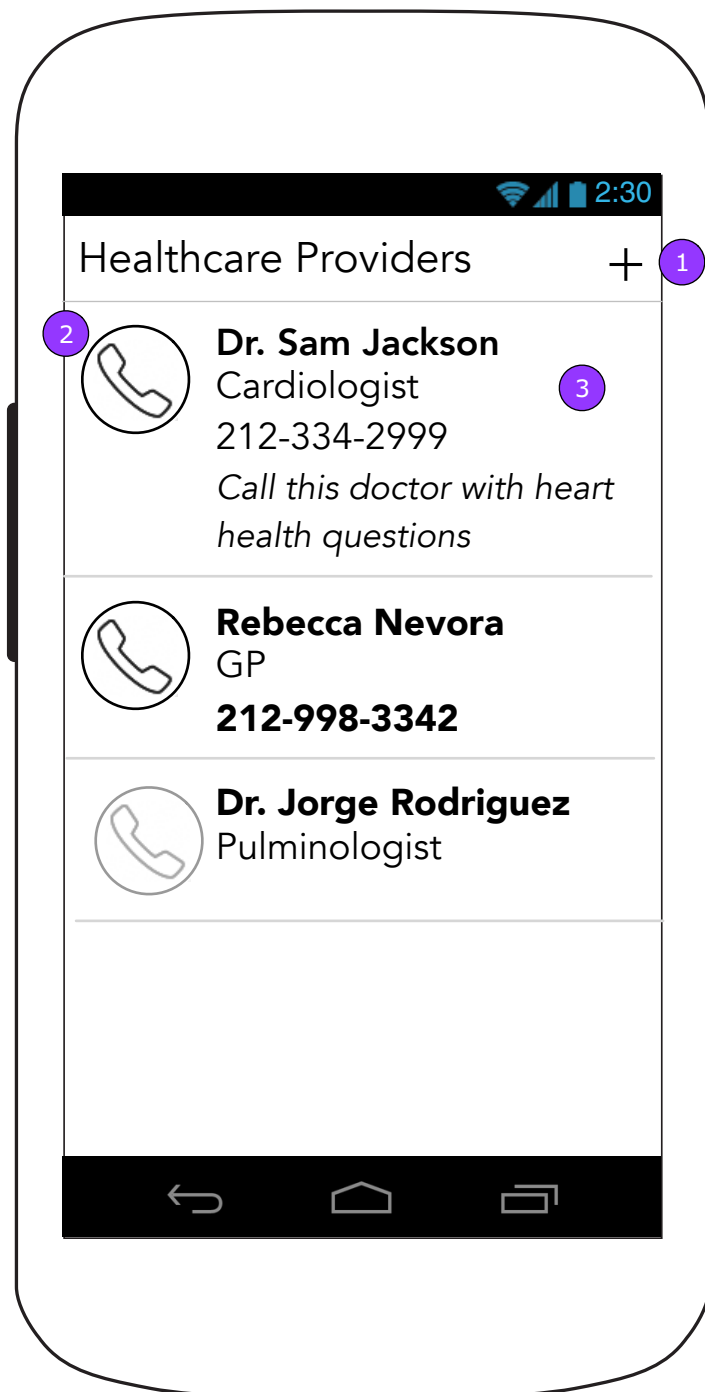 2:30
Healthcare Providers
1
2
Dr. Sam Jackson
Cardiologist
3
212-334-2999
Call this doctor with heart
health questions
Rebecca Nevora
GP
212-998-3342
Dr. Jorge Rodriguez
Pulminologist